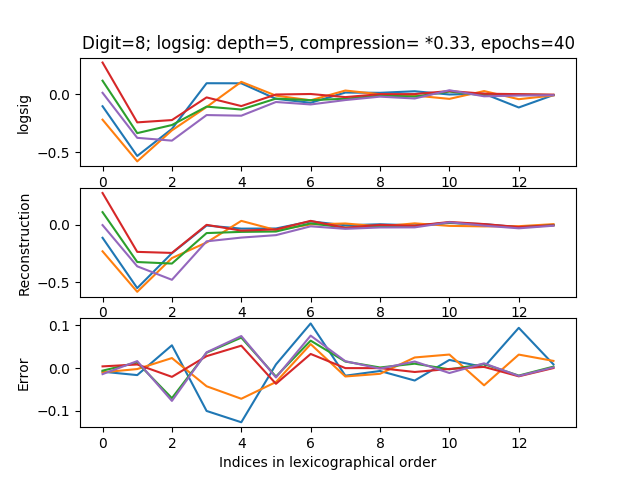 Digit=8; logsig: depth=5, compression= *0.33, epochs=40
logsig
0.0
−0.5
0 2 4 6 8 10 12
Reconstruction
0.0
−0.5
0 2 4 6 8 10 12
Error
0.1
0.0
−0.1
0 2 4 6 8 10 12
Indices in lexicographical order